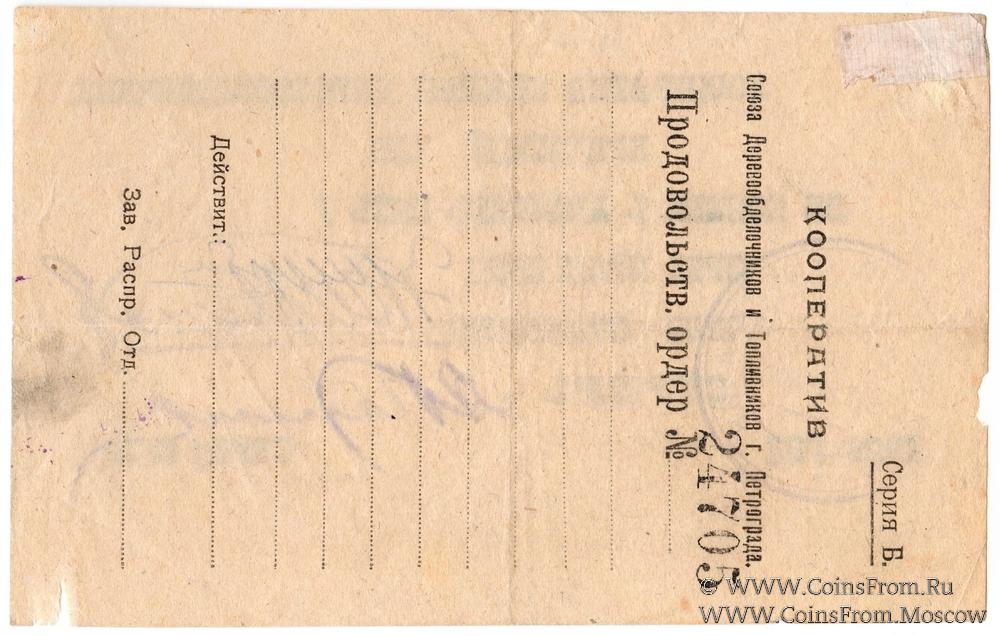 Серия Б.
КООПЕРАТИВ
Союза Деревообделочников и Топливников г. Петрограда.
Продовольств. ордер №
24705
Действит.:
Зав. Распр. Отд.
© WWW.CoinsFrom.Ru
WWW.CoinsFrom.Moscow